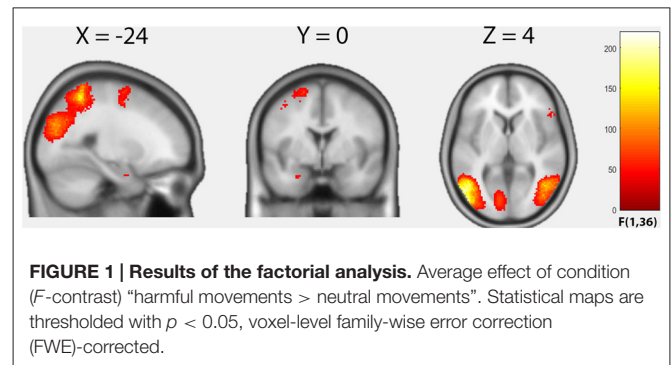 X = -24
Y = 0
Z = 4
200
150
100
50
0
F(1,36)
FIGURE 1 | Results of the factorial analysis. Average effect of condition
(F-contrast) “harmful movements > neutral movements”. Statistical maps are
thresholded with p < 0.05, voxel-level family-wise error correction
(FWE)-corrected.